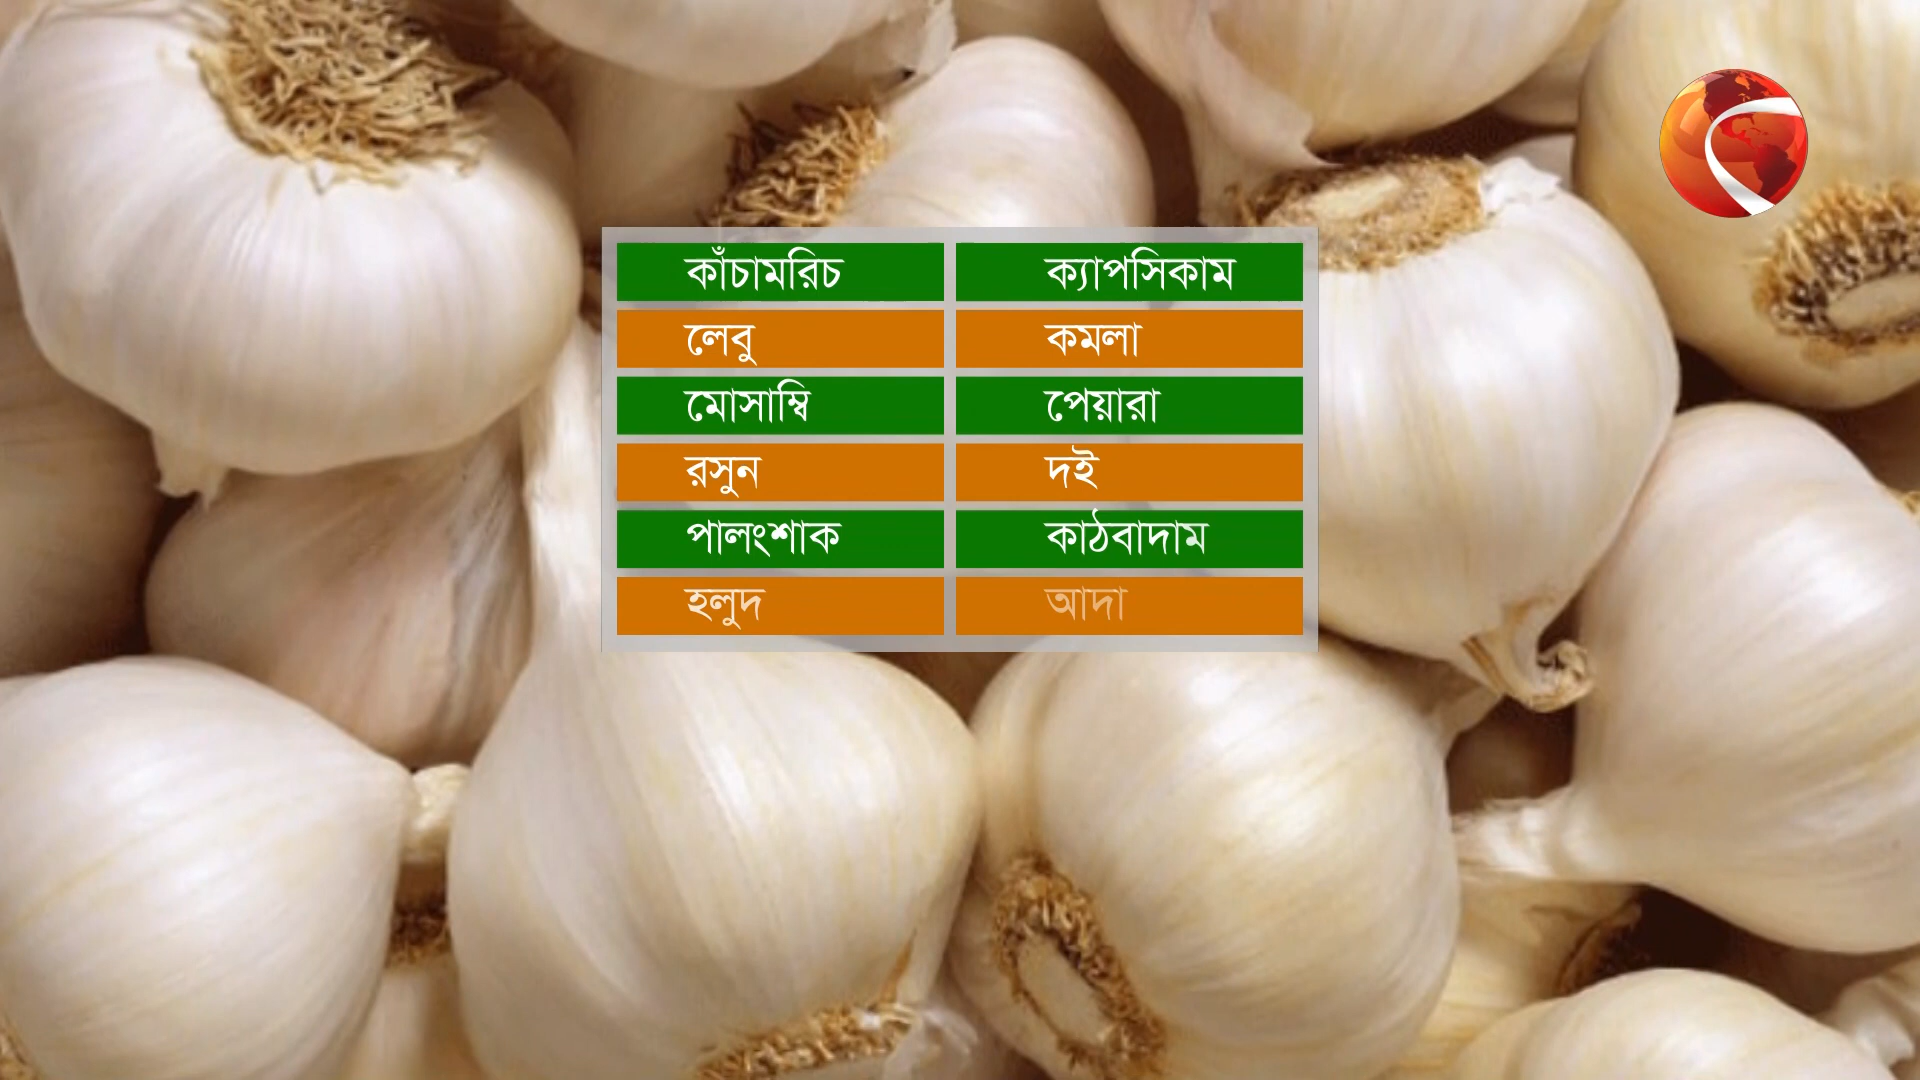 কাঁচামরিচ ক্যাপসিকাম
লেবু কমলা
মোসাম্বি পেয়ারা
রসুন দই
পালংশাক কাঠবাদাম
হলুদ আদা